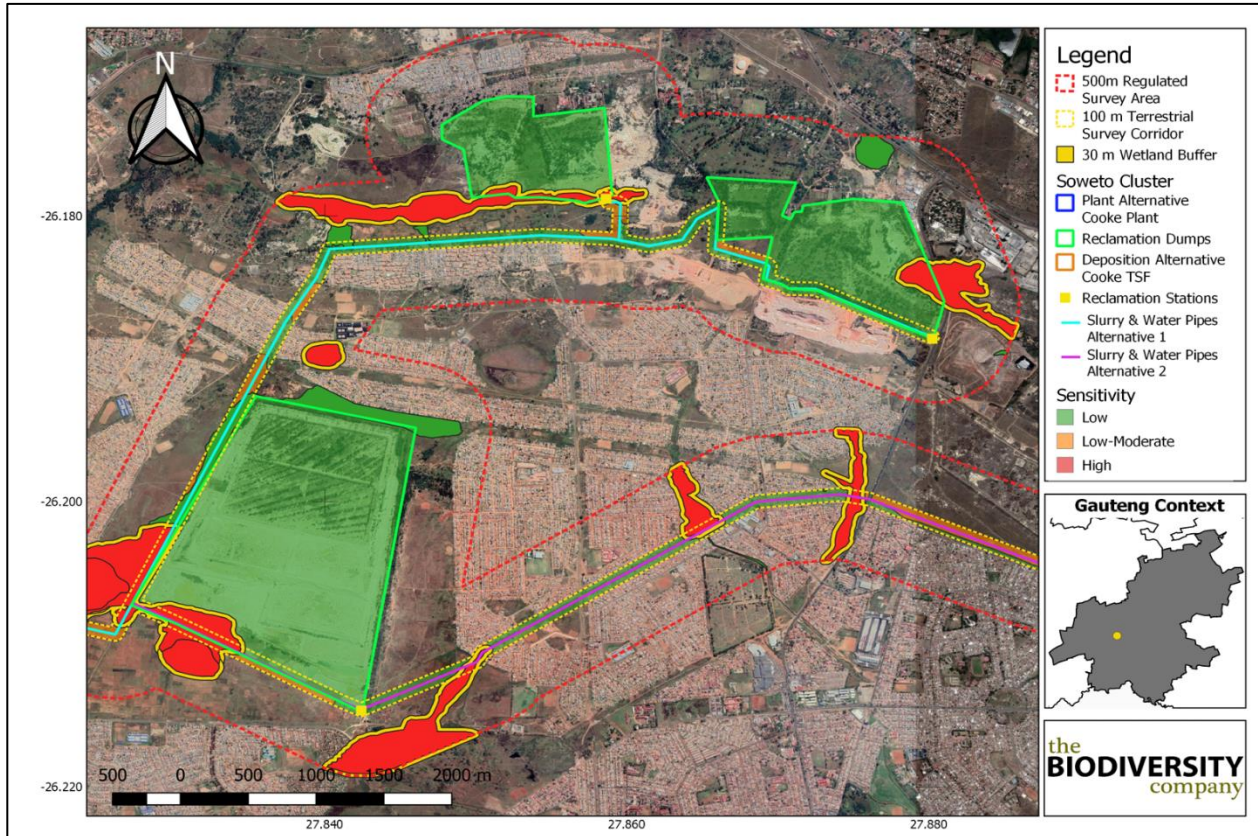 N
-26.180
-26.200
-26.220
500 0 500 1000 1500 2000 m
27.840 27.860 27.880
Legend
500m Regulated
Survey Area
100 m Terrestrial
Survey Corridor
30 m Wetland Buffer
Soweto Cluster
Plant Alternative
Cooke Plant
Reclamation Dumps
Deposition Alternative
Cooke TSF
Reclamation Stations
Slurry & Water Pipes
Alternative 1
Slurry & Water Pipes
Alternative 2
Sensitivity
Low
Low-Moderate
High
Gauteng Context
the
BIODIVERSITY
company